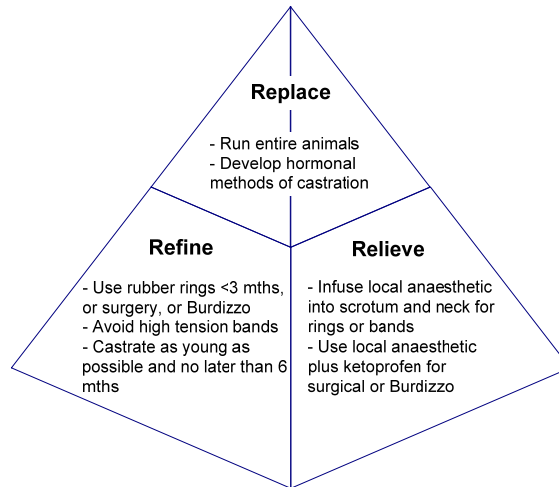 Replace
- Run entire animals
- Develop hormonal
methods of castration
Refine
- Use rubber rings <3 mths,
or surgery, or Burdizzo
- Avoid high tension bands
- Castrate as young as
possible and no later than 6
mths
Relieve
- Infuse local anaesthetic
into scrotum and neck for
rings or bands
- Use local anaesthetic
plus ketoprofen for
surgical or Burdizzo